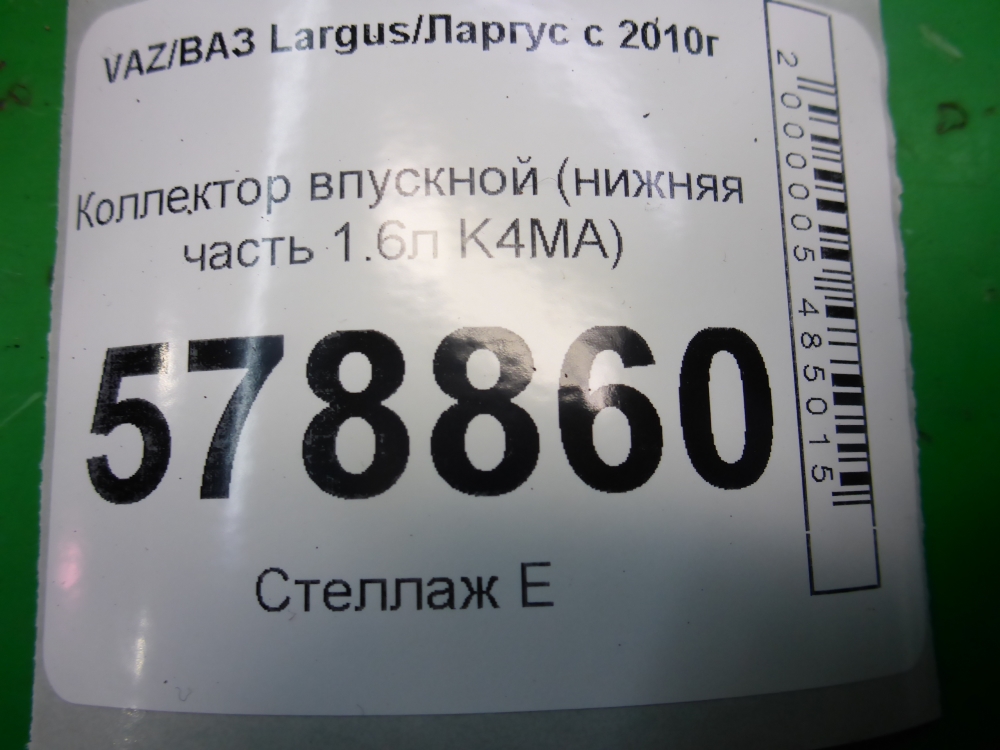 VAZ/ВАЗ Largus/Ларгус с 2010г
Коллектор впускной (нижняя
часть 1.6л K4MA)
578860
Стеллаж E
2000005485015